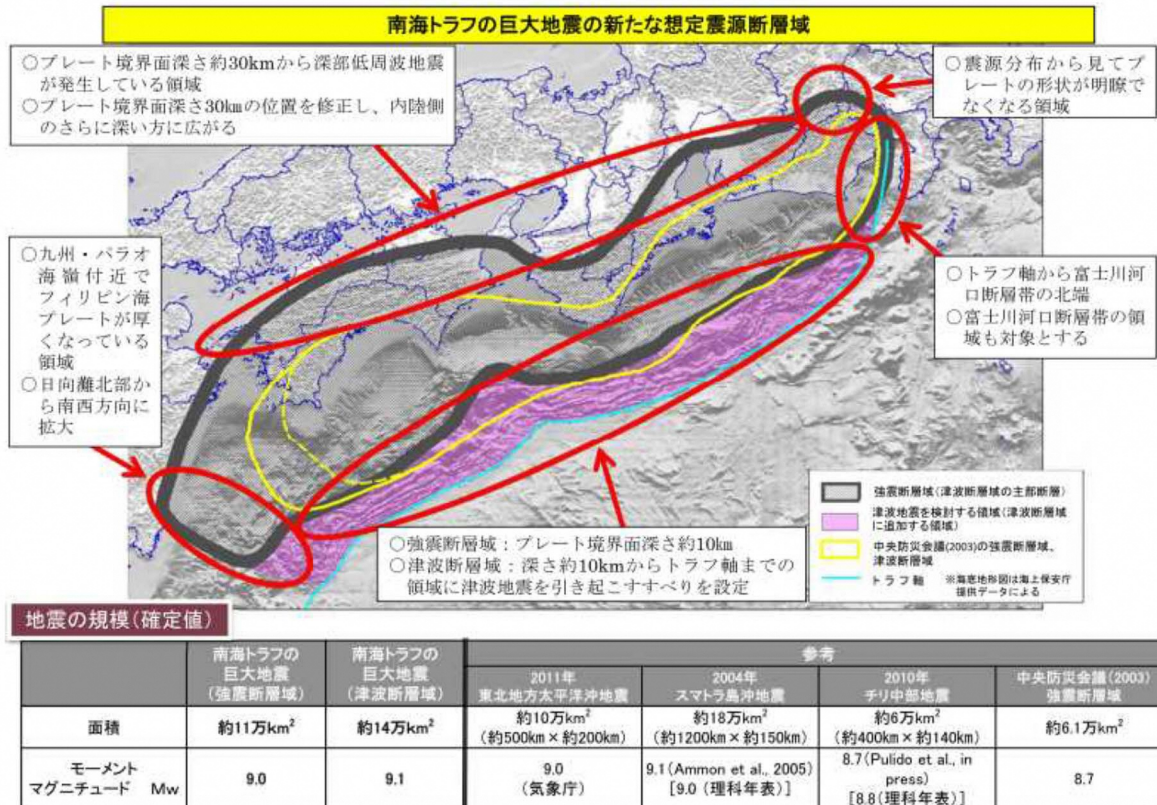 南海トラフの巨大地震の新たな想定震源断層域
○プレート境界面深さ約30kmから深部低周波地震
が発生している領域
○プレート境界面深さ30kmの位置を修正し、内陸側
のさらに深い方に広がる
○震源分布から見てプ
レートの形状が明瞭で
なくなる領域
○九州・パラオ
海嶺付近で
フィリピン海
プレートが厚
くなっている
領域
○日向灘北部か
ら南西方向に
拡大
○トラフ軸から富士川河
口断層帯の北端
○富士川河口断層帯の領
域も対象とする
○強震断層域：プレート境界面深さ約10km
○津波断層域：深さ約10kmからトラフ軸までの
領域に津波地震を引き起こすすべりを設定
強震断層域(津波断層域の主部断層)
津波地震を検討する領域(津波断層域
に追加する領域)
中央防災会議(2003)の強震断層域、
津波断層域
トラフ軸
※海底地形図は海上保安庁
提供データによる
地震の規模(確定値)
南海トラフの
巨大地震
(強震断層域)
南海トラフの
巨大地震
(津波断層域)
参考
2011年
東北地方太平洋沖地震
2004年
スマトラ島沖地震
2010年
チリ中部地震
中央防災会議(2003)
強震断層域
面積
約11万km²
約14万km²
約10万km²
(約500km×約200km)
約18万km²
(約1200km×約150km)
約6万km²
(約400km×約140km)
約6.1万km²
モーメント
マグニチュード Mw
9.0
9.1
9.0
(気象庁)
9.1(Ammon et al., 2005)
[9.0 (理科年表)]
8.7(Pulido et al., in
press)
[8.8(理科年表)]
8.7